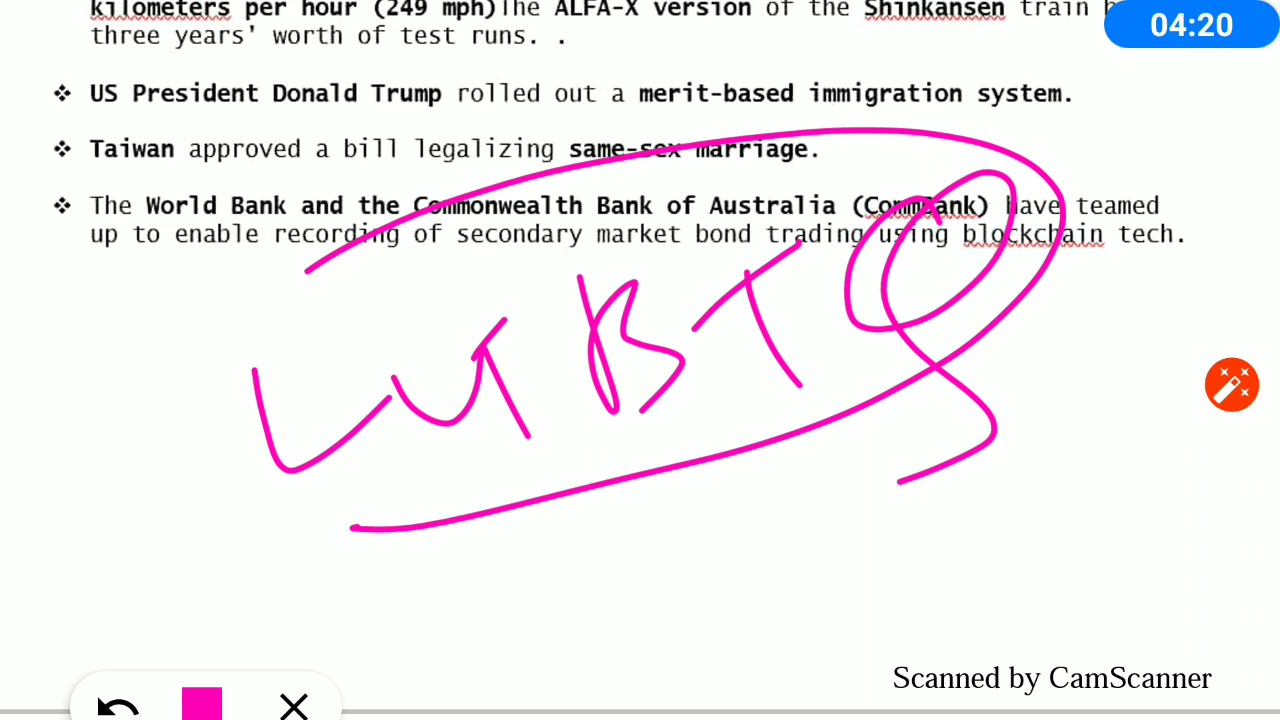 kilometers per hour (249 mph)The ALFA-X version of the Shinkansen train
three years' worth of test runs. .
04:20
❖ US President Donald Trump rolled out a merit-based immigration system.
❖ Taiwan approved a bill legalizing same-sex marriage.
❖ The World Bank and the Commonwealth Bank of Australia (CommBank) have teamed
up to enable recording of secondary market bond trading using blockchain tech.
Scanned by CamScanner